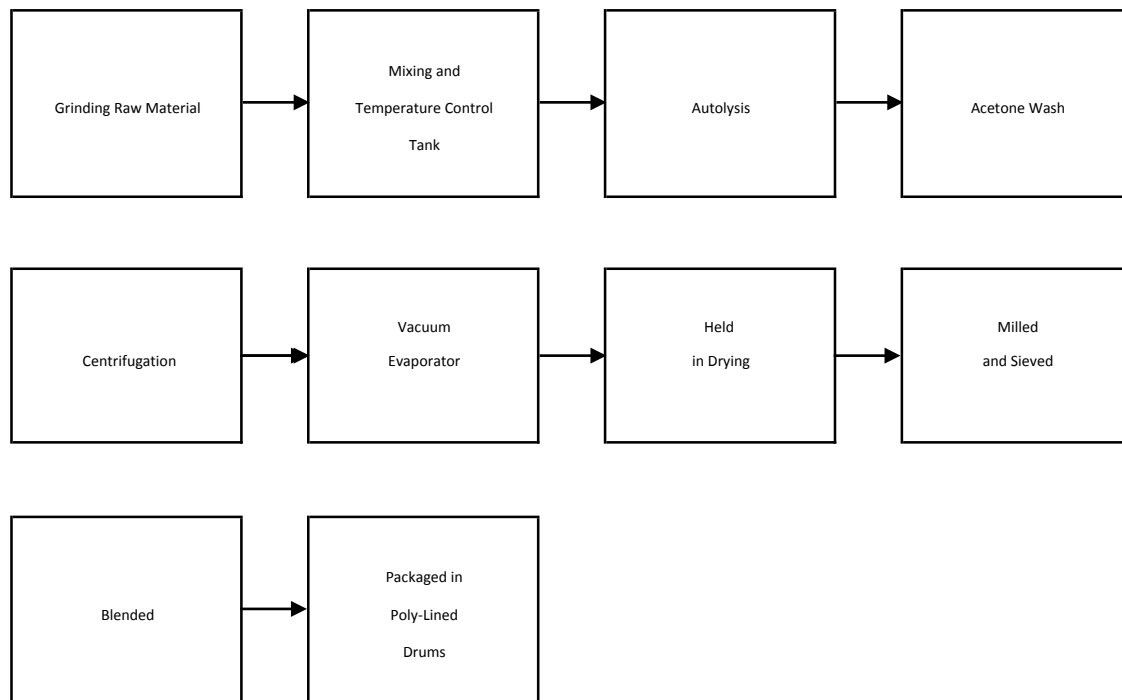 Grinding Raw Material
Mixing and
Temperature Control
Tank
Autolysis
Acetone Wash
Centrifugation
Vacuum
Evaporator
Held
in Drying
Milled
and Sieved
Blended
Packaged in
Poly-Lined
Drums